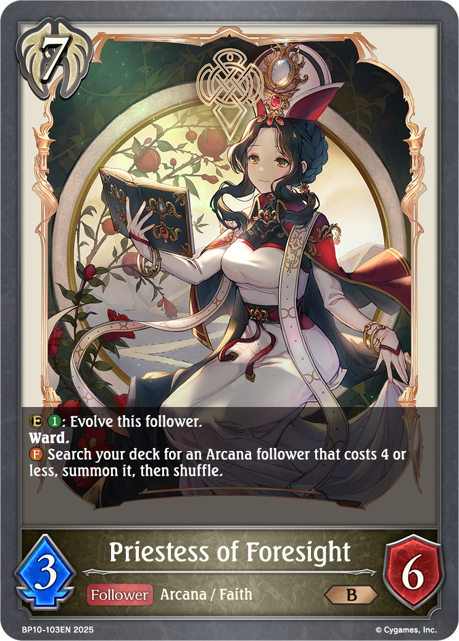 7
E 1: Evolve this follower.
Ward.
F Search your deck for an Arcana follower that costs 4 or
less, summon it, then shuffle.
Priestess of Foresight
3
Follower Arcana / Faith B
6
BP10-103EN 2025 © Cygames, Inc.